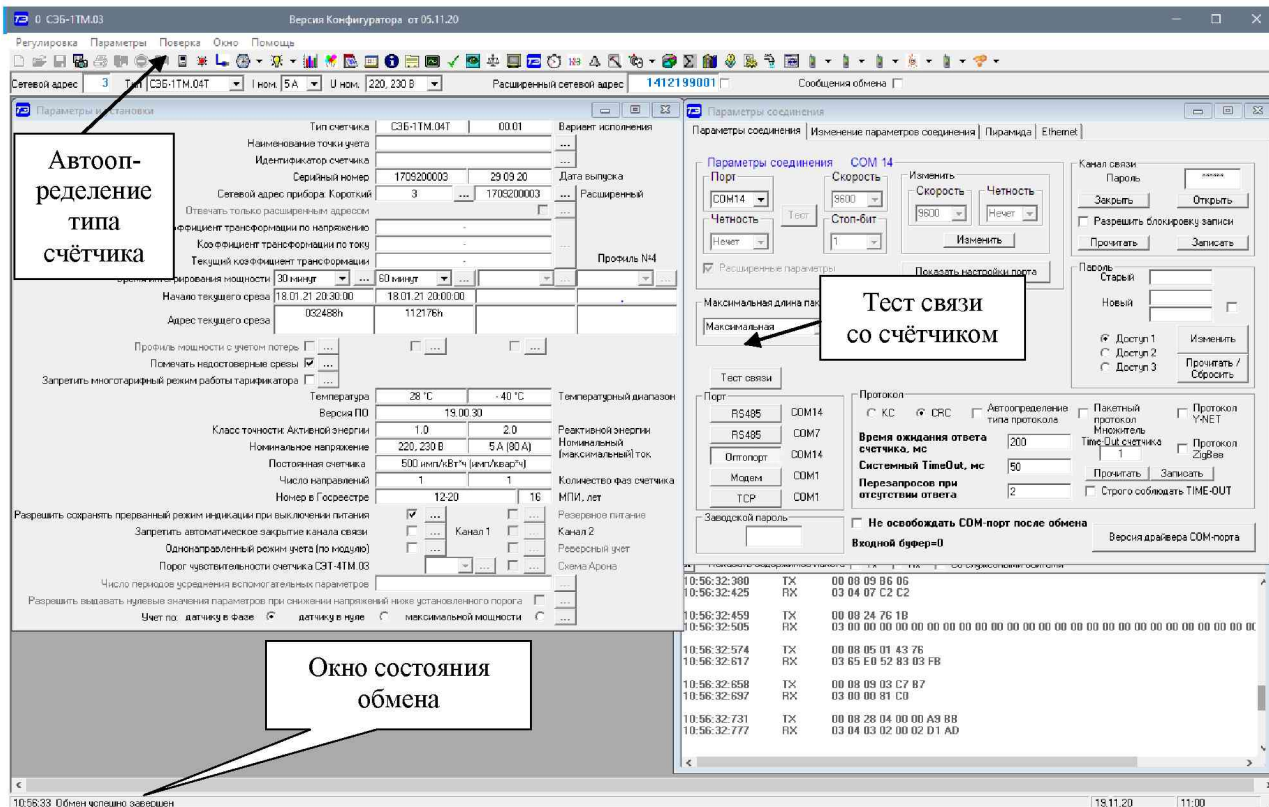 0 СЭБ-1ТМ.03 Версия Конфигуратора от 05.11.20
Регулировка Параметры Поверка Окно Помощь
Сетевой адрес 3 Тип СЭБ-1ТМ.04Т I ном. 5 А U ном. 220, 230 В Расширенный сетевой адрес 1412199001 Сообщения обмена
Параметры и установки
Тип счетчика СЭБ-1ТМ.04Т 00.01 Вариант исполнения
Наименование точки учета ...
Идентификатор счетчика ...
Серийный номер 1709200003 29 09 20 Дата выпуска
Сетевой адрес прибора: Короткий 3 ... 1709200003 ... Расширенный
Отвечать только расширенным адресом ...
коэффициент трансформации по напряжению -
Коэффициент трансформации по току - ...
Текущий коэффициент трансформации - Профиль №4
Время интегрирования мощности 30 минут ... 60 минут ... ... ...
Начало текущего среза 18.01.21 20:30:00 18.01.21 20:00:00
Адрес текущего среза 032488h 112176h
Профиль мощности с учетом потерь ... ... ...
Помечать недостоверные срезы ...
Запретить многотарифный режим работы тарификатора ...
Температура 28 °С - 40 °С Температурный диапазон
Версия ПО 19.00.30
Класс точности: Активной энергии 1.0 2.0 Реактивной энергии
Номинальное напряжение 220, 230 В 5 А (80 А) Номинальный (максимальный) ток
Постоянная счетчика 500 имп/кВт*ч (имп/квар*ч)
Число направлений 1 1 Количество фаз счетчика
Номер в Госреестре 12-20 16 МПИ, лет
Разрешить сохранять прерванный режим индикации при выключении питания ... ... Резервное питание
Запретить автоматическое закрытие канала связи ... Канал 1 ... Канал 2
Однонаправленный режим учета (по модулю) ... ... Реверсный учет
Порог чувствительности счетчика СЭТ-4ТМ.03 ... ... Схема Арона
Число периодов усреднения вспомогательных параметров ...
Разрешить выдавать нулевые значения параметров при снижении напряжений ниже установленного порога ...
Учет по: датчику в фазе датчику в нуле максимальной мощности ...
Автооп-
ределение
типа
счётчика
Окно состояния
обмена
Параметры соединения
Параметры соединения Изменение параметров соединения Пирамида Ethernet
Параметры соединения COM 14
Порт Скорость
COM14 9600
Тест
Четность Стоп-бит
Нечет 1
Расширенные параметры
Изменить
Скорость Четность
9600 Нечет
Изменить
Показать настройки порта
Канал связи
Пароль ******
Закрыть Открыть
Разрешить блокировку записи
Прочитать Записать
Пароль
Старый
Новый
Доступ 1 Изменить
Доступ 2
Доступ 3 Прочитать / Сбросить
Максимальная длина
Максимальная
Тест связи
со счётчиком
Тест связи
Порт
RS485 COM14
RS485 COM7
Оптопорт COM14
Модем COM1
TCP COM1
Протокол
КС CRC Автоопределение типа протокола Пакетный протокол Протокол Y-NET
Время ожидания ответа счетчика, мс 200
Множитель Time-Out счетчика 1 Протокол ZigBee
Системный TimeOut, мс 50 Прочитать Записать
Перезапросов при отсутствии ответа 2 Строго соблюдать TIME-OUT
Заводской пароль
Не освобождать COM-порт после обмена
Входной буфер=0
Версия драйвера COM-порта
10:56:32:380 TX 00 08 09 B6 06
10:56:32:425 RX 03 04 07 C2 C2
10:56:32:459 TX 00 08 24 76 1B
10:56:32:505 RX 03 00 00 00 00 00 00 00 00 00 00 00 00 00 00 00 00 00 00 00 00 00 00 00 00 00 00 00 00
10:56:32:574 TX 00 08 05 01 43 76
10:56:32:617 RX 03 65 E0 52 83 03 FB
10:56:32:658 TX 00 08 09 03 C7 B7
10:56:32:697 RX 03 00 00 81 C0
10:56:32:731 TX 00 08 28 04 00 00 A9 BB
10:56:32:777 RX 03 04 03 02 00 02 D1 AD
10:56:33 Обмен успешно завершен 19.11.20 11:00